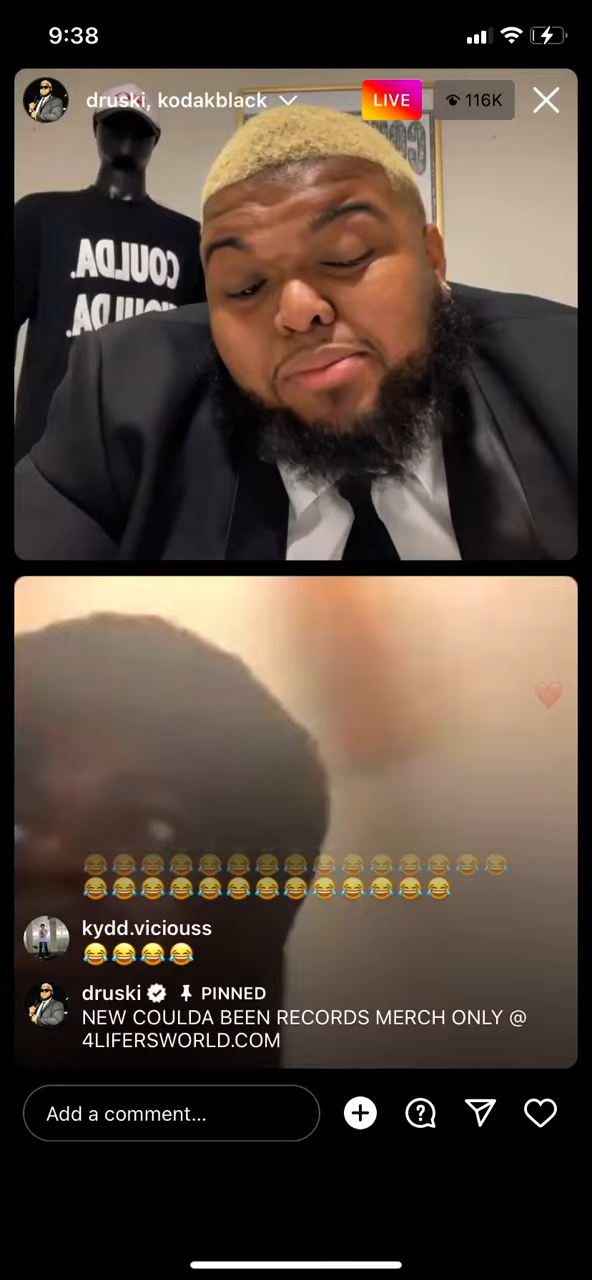 9:38
druski, kodakblack
LIVE
116K
COULDA.
kydd.viciouss
😂😂😂😂
druski PINNED
NEW COULDA BEEN RECORDS MERCH ONLY @
4LIFERSWORLD.COM
Add a comment...